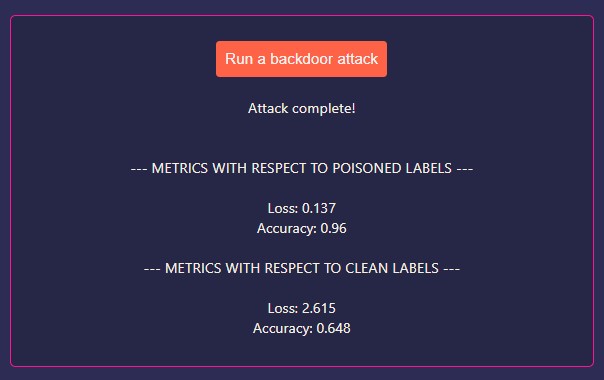 Run a backdoor attack
Attack complete!
--- METRICS WITH RESPECT TO POISONED LABELS ---
Loss: 0.137
Accuracy: 0.96
--- METRICS WITH RESPECT TO CLEAN LABELS ---
Loss: 2.615
Accuracy: 0.648